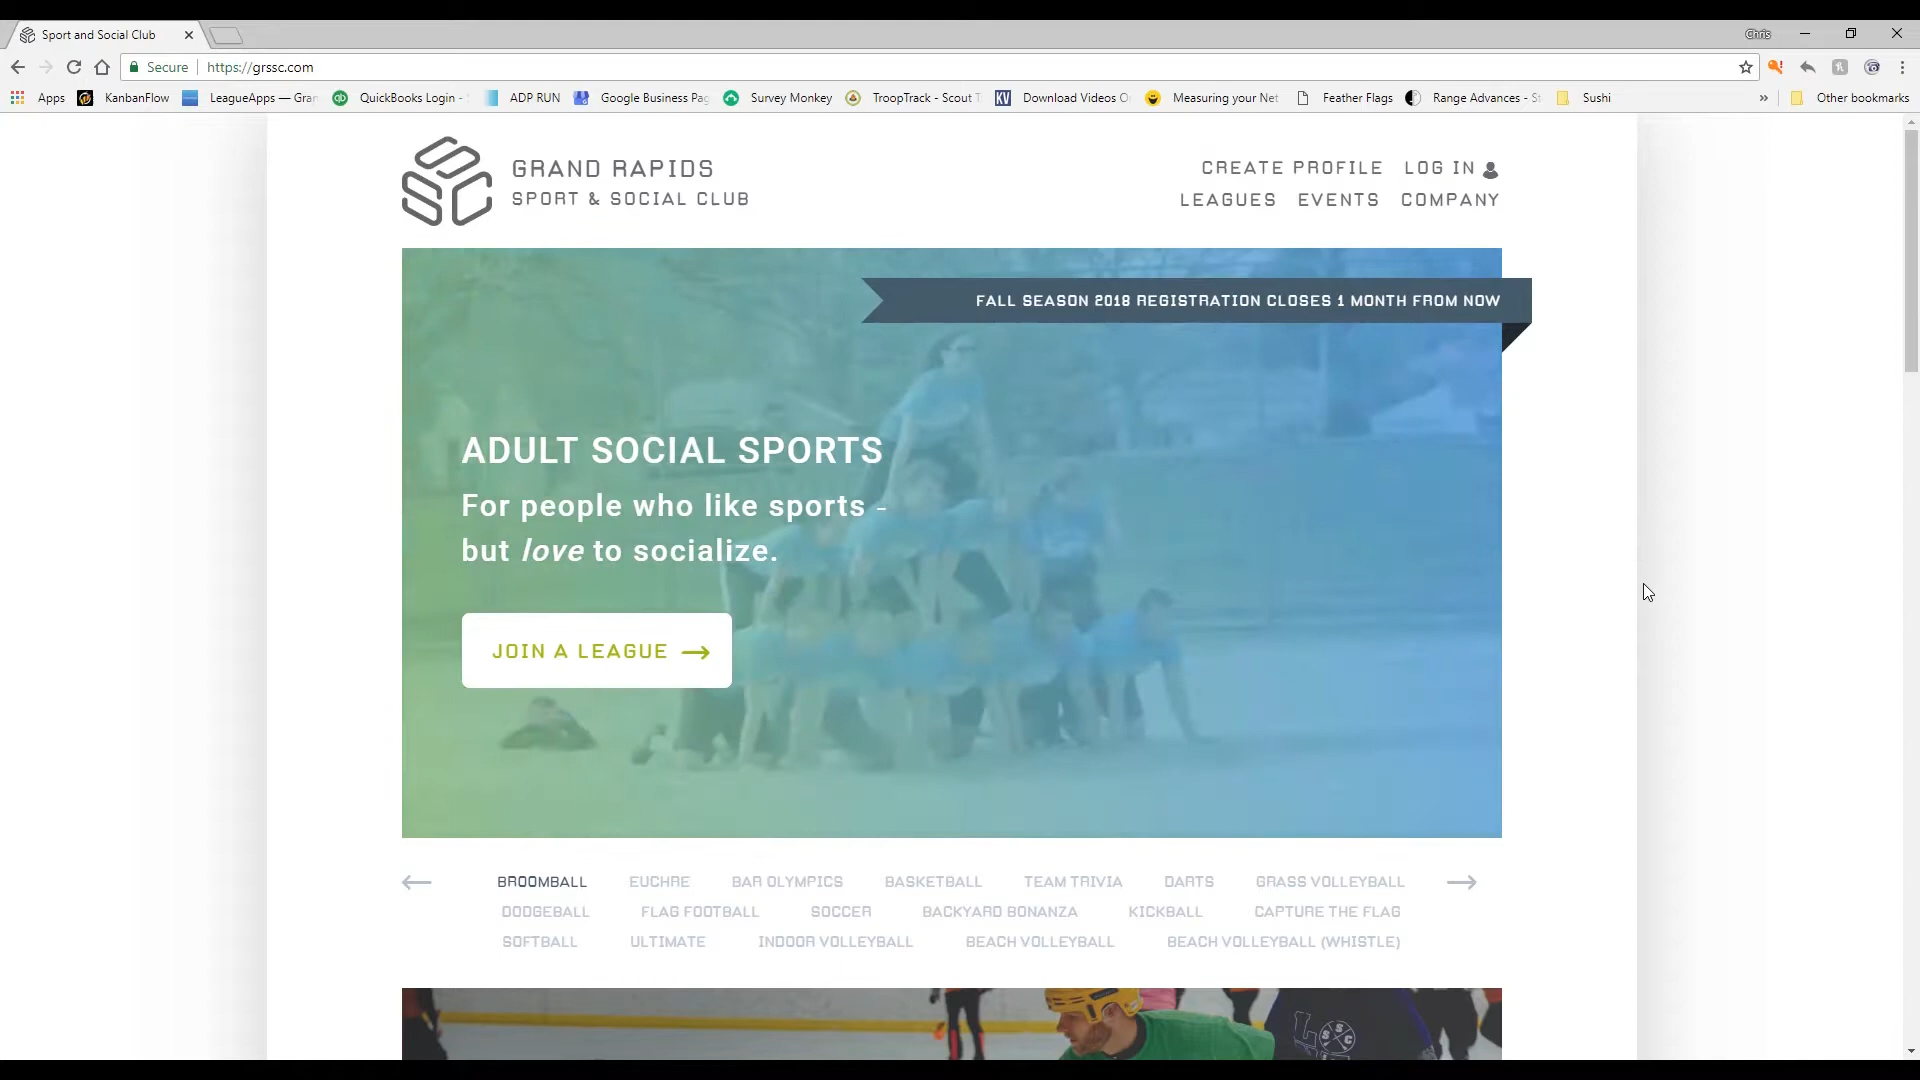 Sport and Social Club
Chris
Secure https://grssc.com
Apps KanbanFlow LeagueApps — Gra QuickBooks Login - ADP RUN Google Business Pag Survey Monkey TroopTrack - Scout T Download Videos O Measuring your Net Feather Flags Range Advances - St Sushi » Other bookmarks
GRAND RAPIDS
SPORT & SOCIAL CLUB
CREATE PROFILE LOG IN
LEAGUES EVENTS COMPANY
FALL SEASON 2018 REGISTRATION CLOSES 1 MONTH FROM NOW
ADULT SOCIAL SPORTS
For people who like sports -
but love to socialize.
JOIN A LEAGUE
BROOMBALL EUCHRE BAR OLYMPICS BASKETBALL TEAM TRIVIA DARTS GRASS VOLLEYBALL
DODGEBALL FLAG FOOTBALL SOCCER BACKYARD BONANZA KICKBALL CAPTURE THE FLAG
SOFTBALL ULTIMATE INDOOR VOLLEYBALL BEACH VOLLEYBALL BEACH VOLLEYBALL (WHISTLE)